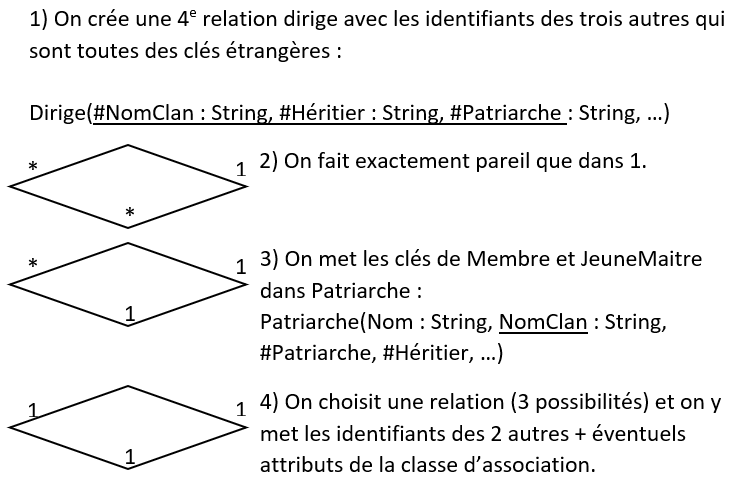 1) On crée une 4e relation dirige avec les identifiants des trois autres qui
sont toutes des clés étrangères :
Dirige(#NomClan : String, #Héritier : String, #Patriarche : String, ...)
* 1 2) On fait exactement pareil que dans 1.
*
* 1 3) On met les clés de Membre et JeuneMaitre
dans Patriarche :
1 Patriarche(Nom : String, NomClan : String,
#Patriarche, #Héritier, ...)
1 1 4) On choisit une relation (3 possibilités) et on y
1 met les identifiants des 2 autres + éventuels
attributs de la classe d’association.